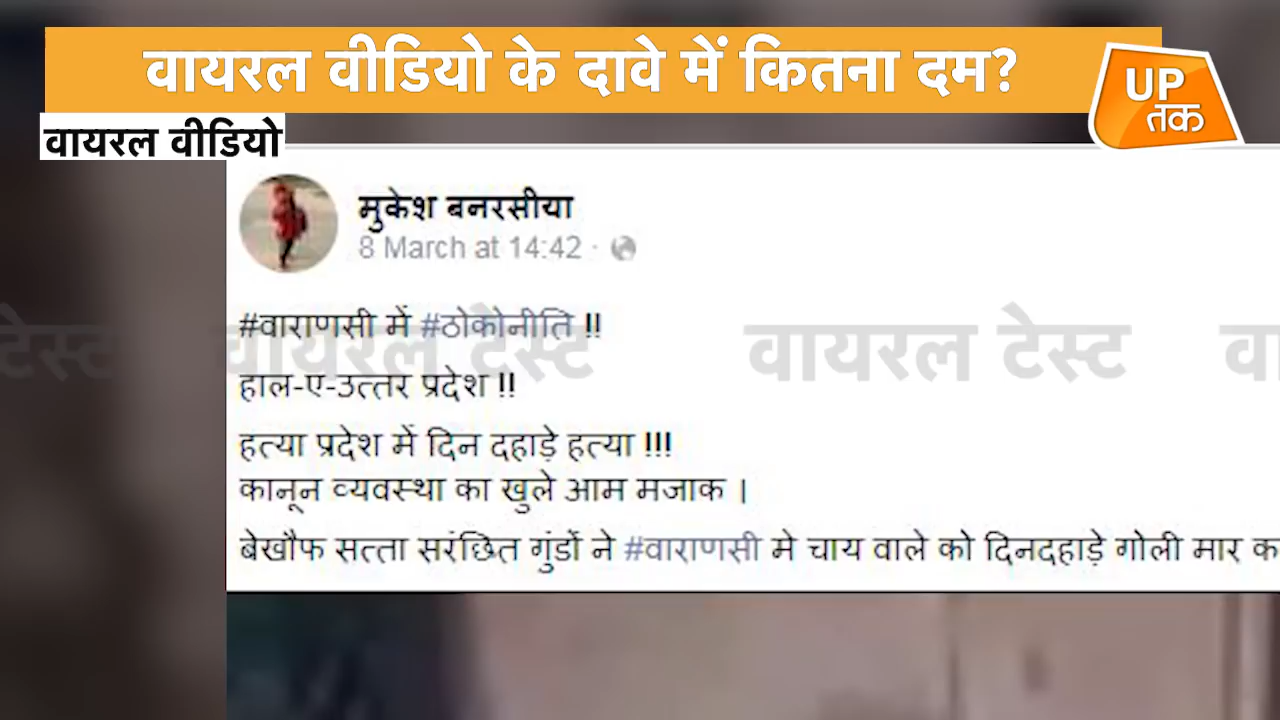 वायरल वीडियो के दावे में कितना दम?
UP
तक
वायरल वीडियो
मुकेश बनरसीया
8 March at 14:42
#वाराणसी में #ठोकोनीति !!
टेस्ट वायरल टेस्ट वायरल टेस्ट
हाल-ए-उत्तर प्रदेश !!
हत्या प्रदेश में दिन दहाड़े हत्या !!!
कानून व्यवस्था का खुले आम मजाक ।
बेखौफ सत्ता सरंछित गुंडों ने #वाराणसी मे चाय वाले को दिनदहाड़े गोली मार